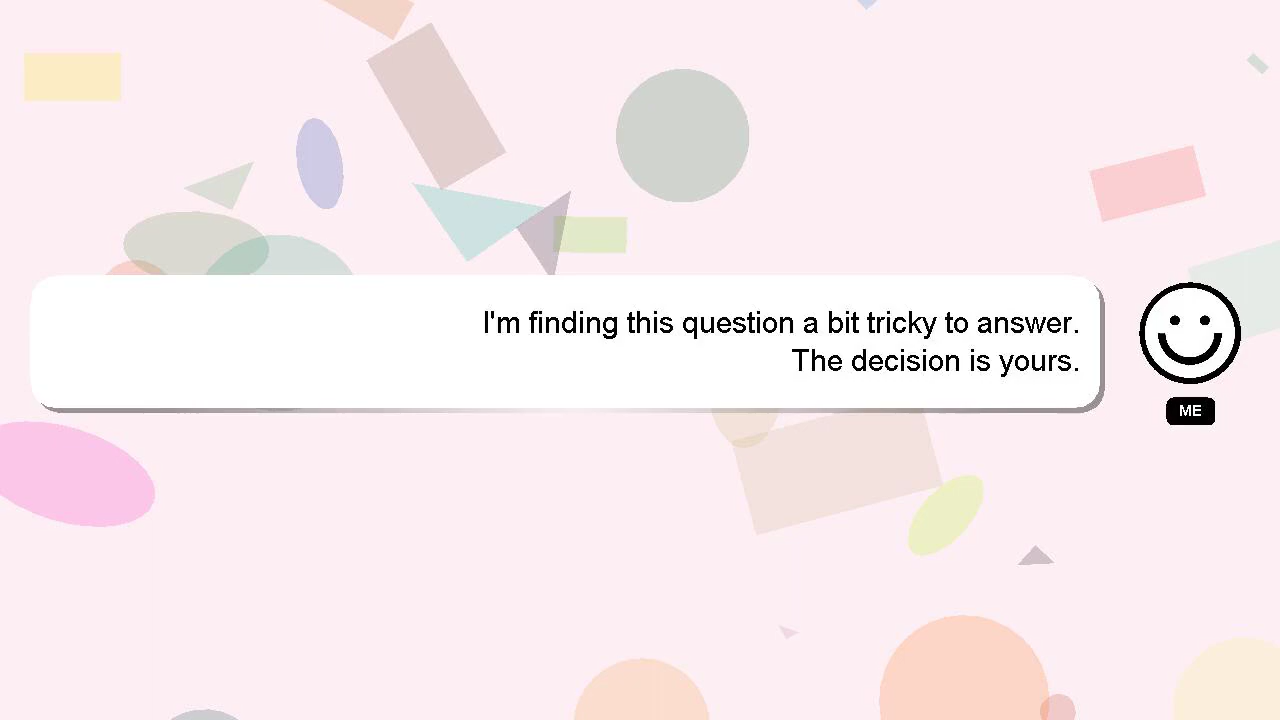 I'm finding this question a bit tricky to answer.
The decision is yours.
ME